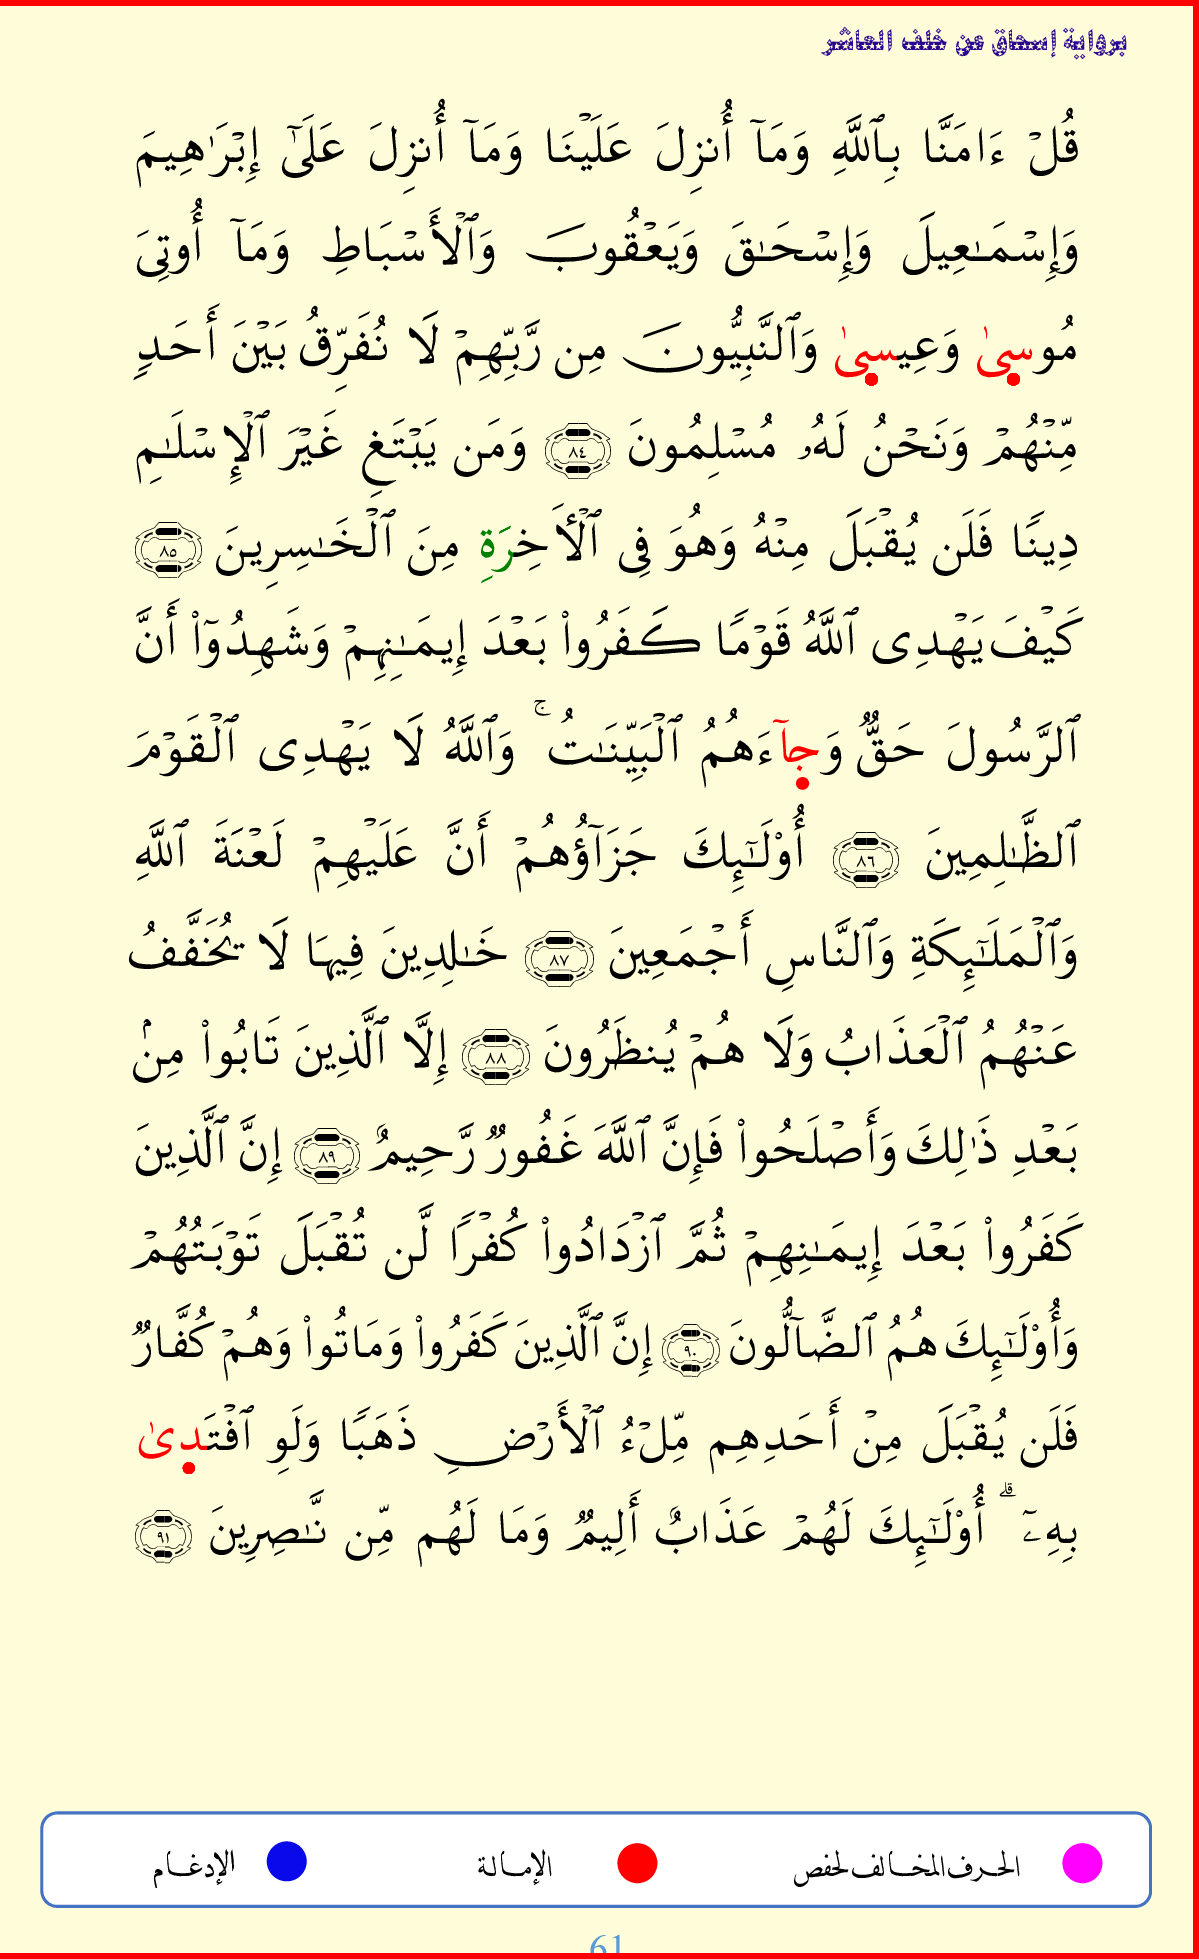 برواية إسحاق عن خلف العاشر
قُلْ ءَامَنَّا بِٱللَّهِ وَمَآ أُنزِلَ عَلَيْنَا وَمَآ أُنزِلَ عَلَىٰٓ إِبْرَٰهِيمَ
وَإِسْمَـٰعِيلَ وَإِسْحَـٰقَ وَيَعْقُوبَ وَٱلْأَسْبَاطِ وَمَآ أُوتِىَ
مُوسِىٰ وَعِيسِىٰ وَٱلنَّبِيُّونَ مِن رَّبِّهِمْ لَا نُفَرِّقُ بَيْنَ أَحَدٍ
مِّنْهُمْ وَنَحْنُ لَهُۥ مُسْلِمُونَ ٨٤ وَمَن يَبْتَغِ غَيْرَ ٱلْإِسْلَـٰمِ
دِينًا فَلَن يُقْبَلَ مِنْهُ وَهُوَ فِى ٱلْأَخِرَةِ مِنَ ٱلْخَـٰسِرِينَ ٨٥
كَيْفَ يَهْدِى ٱللَّهُ قَوْمًا كَفَرُوا۟ بَعْدَ إِيمَـٰنِهِمْ وَشَهِدُوٓا۟ أَنَّ
ٱلرَّسُولَ حَقٌّ وَجِآءَهُمُ ٱلْبَيِّنَـٰتُ ۚ وَٱللَّهُ لَا يَهْدِى ٱلْقَوْمَ
ٱلظَّـٰلِمِينَ ٨٦ أُو۟لَـٰٓئِكَ جَزَآؤُهُمْ أَنَّ عَلَيْهِمْ لَعْنَةَ ٱللَّهِ
وَٱلْمَلَـٰٓئِكَةِ وَٱلنَّاسِ أَجْمَعِينَ ٨٧ خَـٰلِدِينَ فِيهَا لَا يُخَفَّفُ
عَنْهُمُ ٱلْعَذَابُ وَلَا هُمْ يُنظَرُونَ ٨٨ إِلَّا ٱلَّذِينَ تَابُوا۟ مِنۢ
بَعْدِ ذَٰلِكَ وَأَصْلَحُوا۟ فَإِنَّ ٱللَّهَ غَفُورٌ رَّحِيمٌ ٨٩ إِنَّ ٱلَّذِينَ
كَفَرُوا۟ بَعْدَ إِيمَـٰنِهِمْ ثُمَّ ٱزْدَادُوا۟ كُفْرًا لَّن تُقْبَلَ تَوْبَتُهُمْ
وَأُو۟لَـٰٓئِكَ هُمُ ٱلضَّآلُّونَ ٩٠ إِنَّ ٱلَّذِينَ كَفَرُوا۟ وَمَاتُوا۟ وَهُمْ كُفَّارٌ
فَلَن يُقْبَلَ مِنْ أَحَدِهِم مِّلْءُ ٱلْأَرْضِ ذَهَبًا وَلَوِ ٱفْتَدِىٰ
بِهِۦٓ ۗ أُو۟لَـٰٓئِكَ لَهُمْ عَذَابٌ أَلِيمٌ وَمَا لَهُم مِّن نَّـٰصِرِينَ ٩١
الحرف المخالف لحفص الإمالة الإدغام
61